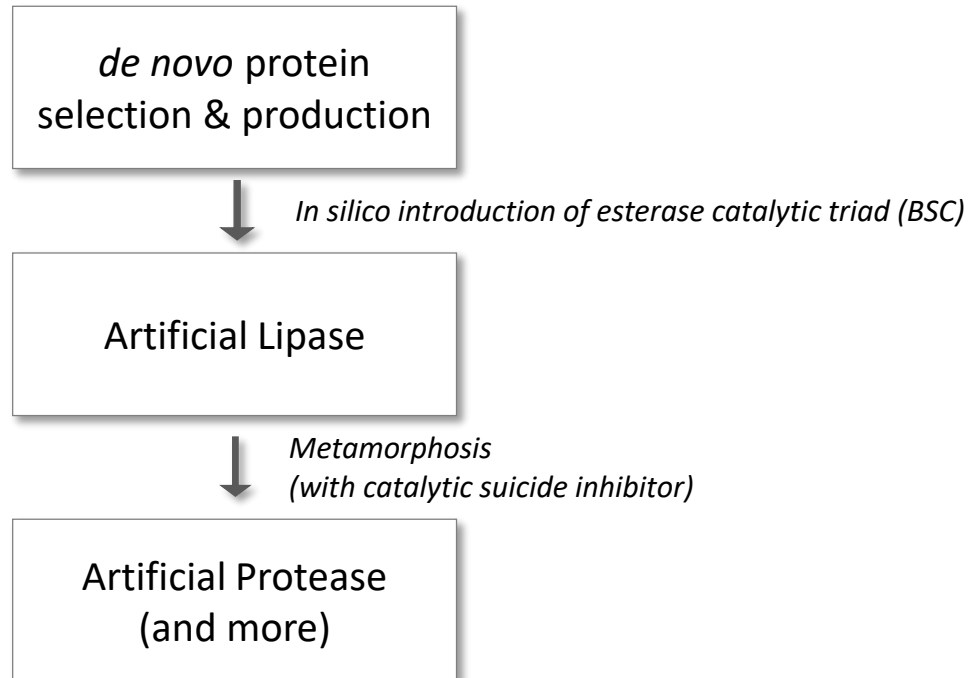 de novo protein
selection & production
In silico introduction of esterase catalytic triad (BSC)
Artificial Lipase
Metamorphosis
(with catalytic suicide inhibitor)
Artificial Protease
(and more)